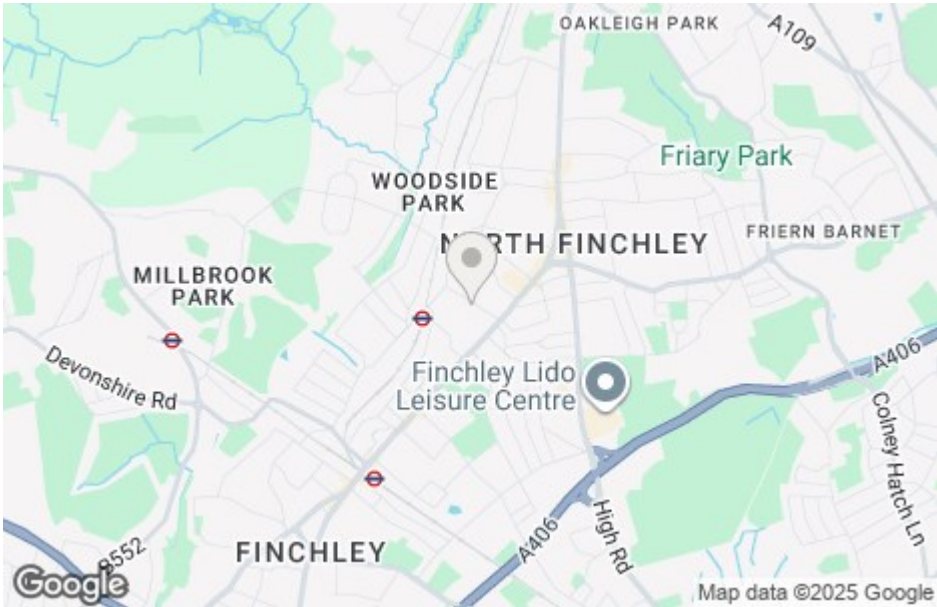 OAKLEIGH PARK
A109
Friary Park
WOODSIDE
PARK
NORTH FINCHLEY
FRIERN BARNET
MILLBROOK
PARK
Devonshire Rd
Finchley Lido
Leisure Centre
A406
Colney Hatch Ln
High Rd
A406
B552
FINCHLEY
Google
Map data ©2025 Google